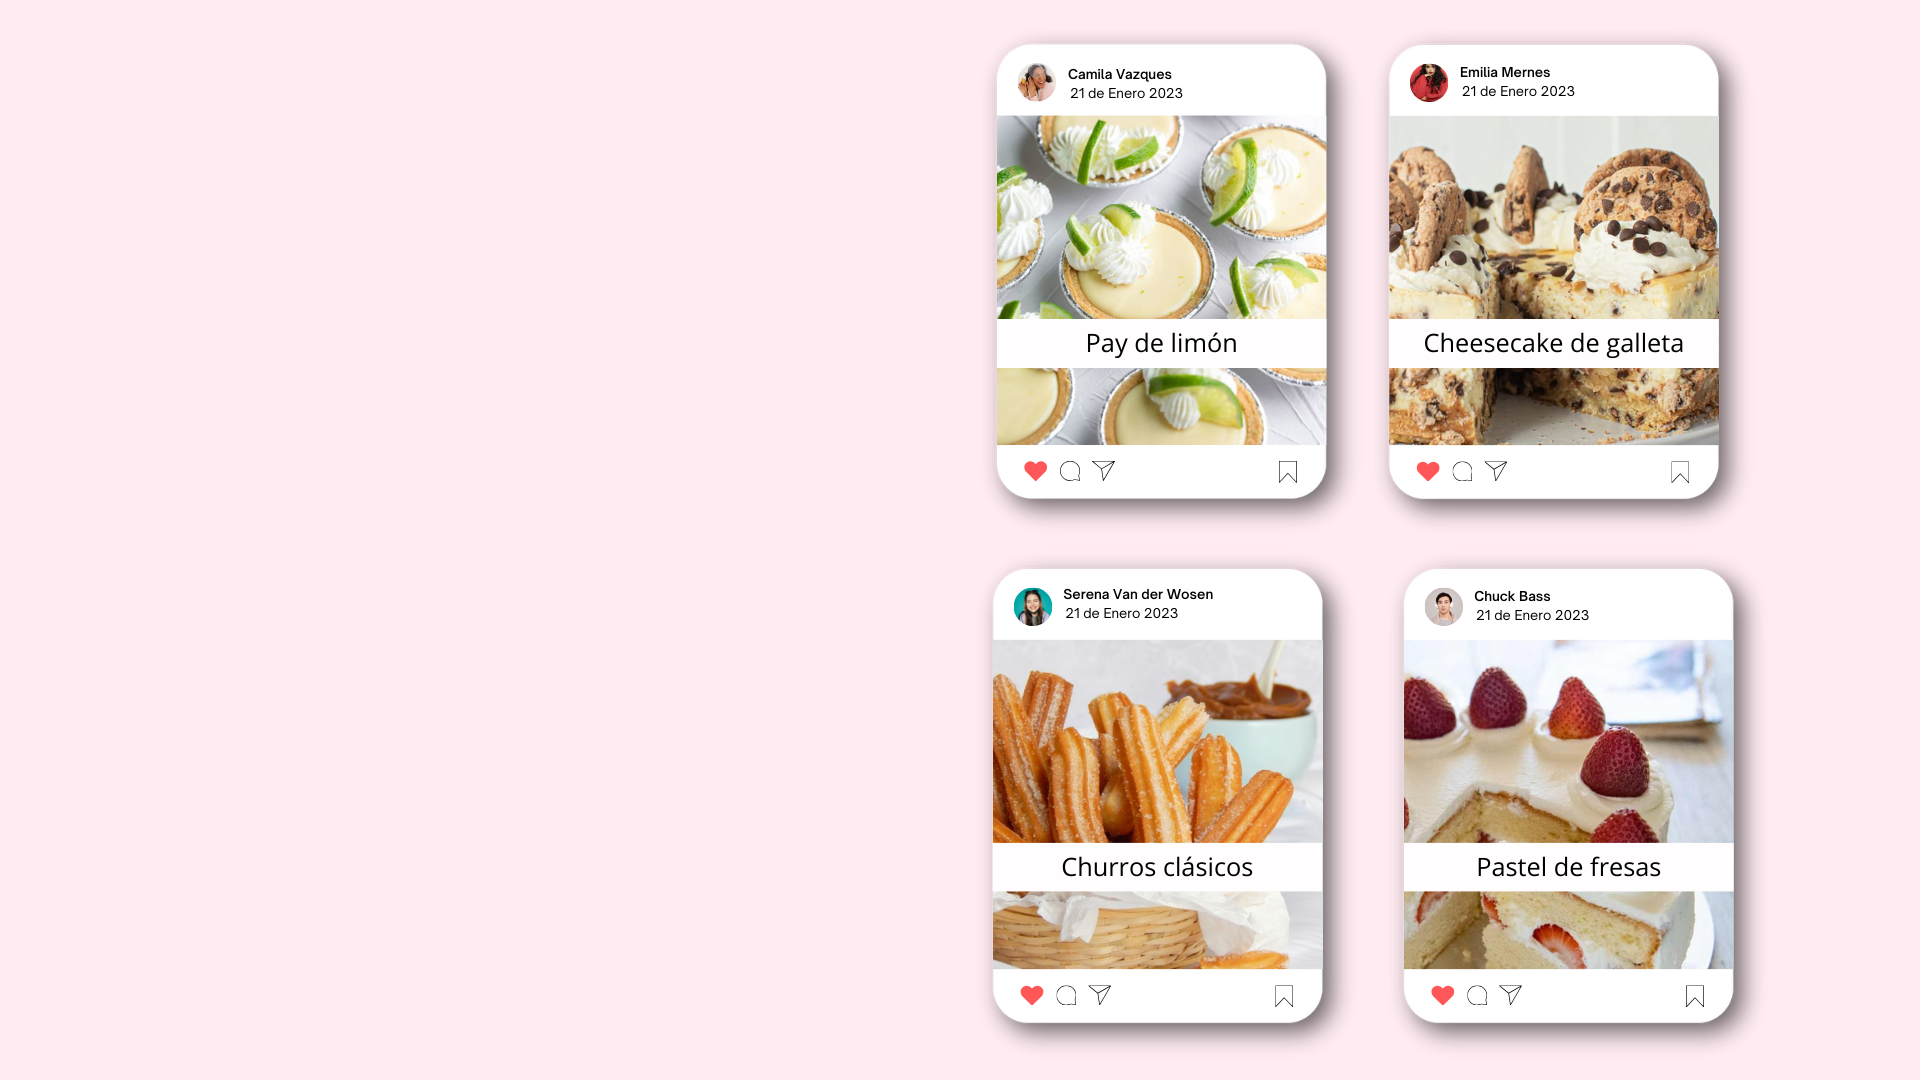 Camila Vazques
21 de Enero 2023
Pay de limón
Emilia Mernes
21 de Enero 2023
Cheesecake de galleta
Serena Van der Wosen
21 de Enero 2023
Churros clásicos
Chuck Bass
21 de Enero 2023
Pastel de fresas